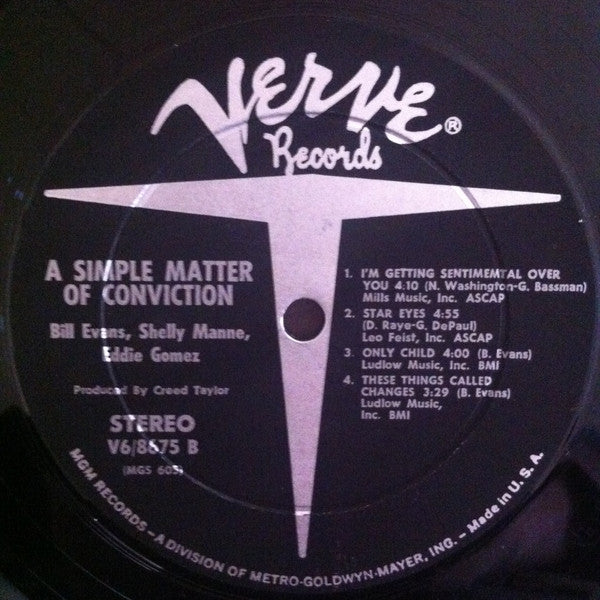 Verve®
Records
A SIMPLE MATTER
OF CONVICTION
Bill Evans, Shelly Manne,
Eddie Gomez
Produced By Creed Taylor
STEREO
V6/8675 B
(MGS 605)
1. I'M GETTING SENTIMEMTAL OVER
YOU 4:10 (N. Washington-G. Bassman)
Mills Music, Inc. ASCAP
2. STAR EYES 4:55
(D. Raye-G. DePaul)
Leo Feist, Inc. ASCAP
3. ONLY CHILD 4:00 (B. Evans)
Ludlow Music, Inc. BMI
4. THESE THINGS CALLED
CHANGES 3:29 (B. Evans)
Ludlow Music,
Inc. BMI
MGM RECORDS – A DIVISION OF METRO-GOLDWYN-MAYER, INC. – Made in U. S. A.